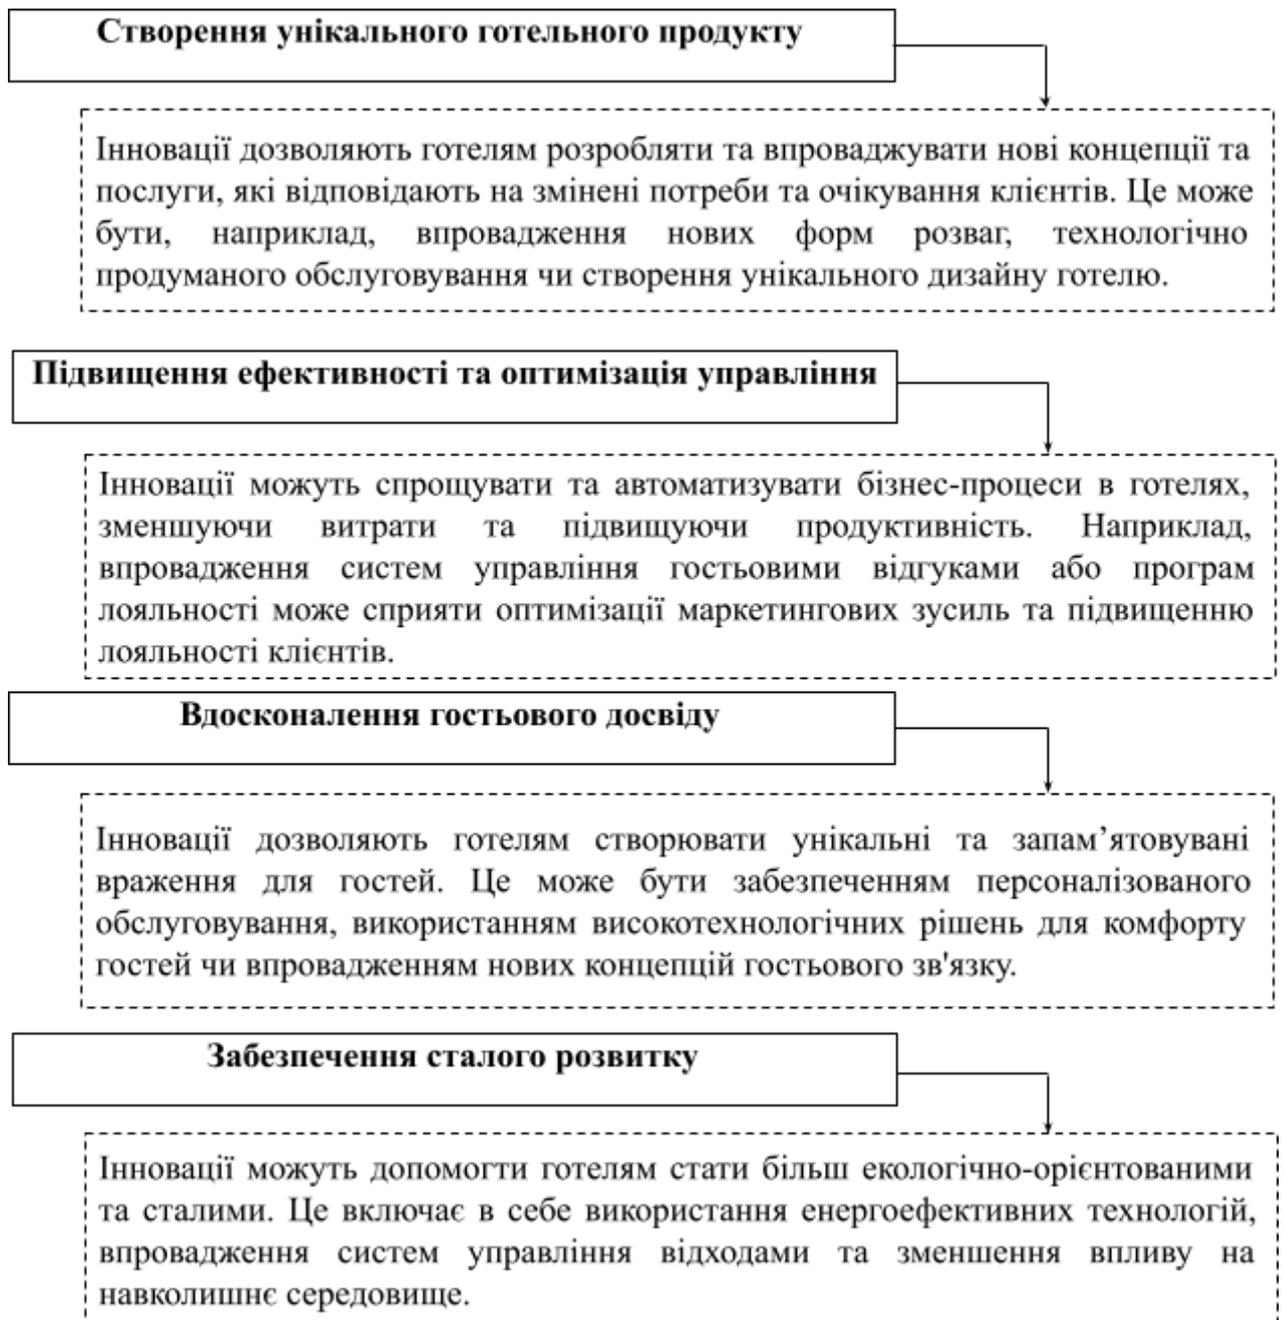 Створення унікального готельного продукту
Інновації дозволяють готелям розробляти та впроваджувати нові концепції та
послуги, які відповідають на змінені потреби та очікування клієнтів. Це може
бути, наприклад, впровадження нових форм розваг, технологічно
продуманого обслуговування чи створення унікального дизайну готелю.
Підвищення ефективності та оптимізація управління
Інновації можуть спрощувати та автоматизувати бізнес-процеси в готелях,
зменшуючи витрати та підвищуючи продуктивність. Наприклад,
впровадження систем управління гостьовими відгуками або програм
лояльності може сприяти оптимізації маркетингових зусиль та підвищенню
лояльності клієнтів.
Вдосконалення гостьового досвіду
Інновації дозволяють готелям створювати унікальні та запам’ятовувані
враження для гостей. Це може бути забезпеченням персоналізованого
обслуговування, використанням високотехнологічних рішень для комфорту
гостей чи впровадженням нових концепцій гостьового зв'язку.
Забезпечення сталого розвитку
Інновації можуть допомогти готелям стати більш екологічно-орієнтованими
та сталими. Це включає в себе використання енергоефективних технологій,
впровадження систем управління відходами та зменшення впливу на
навколишнє середовище.